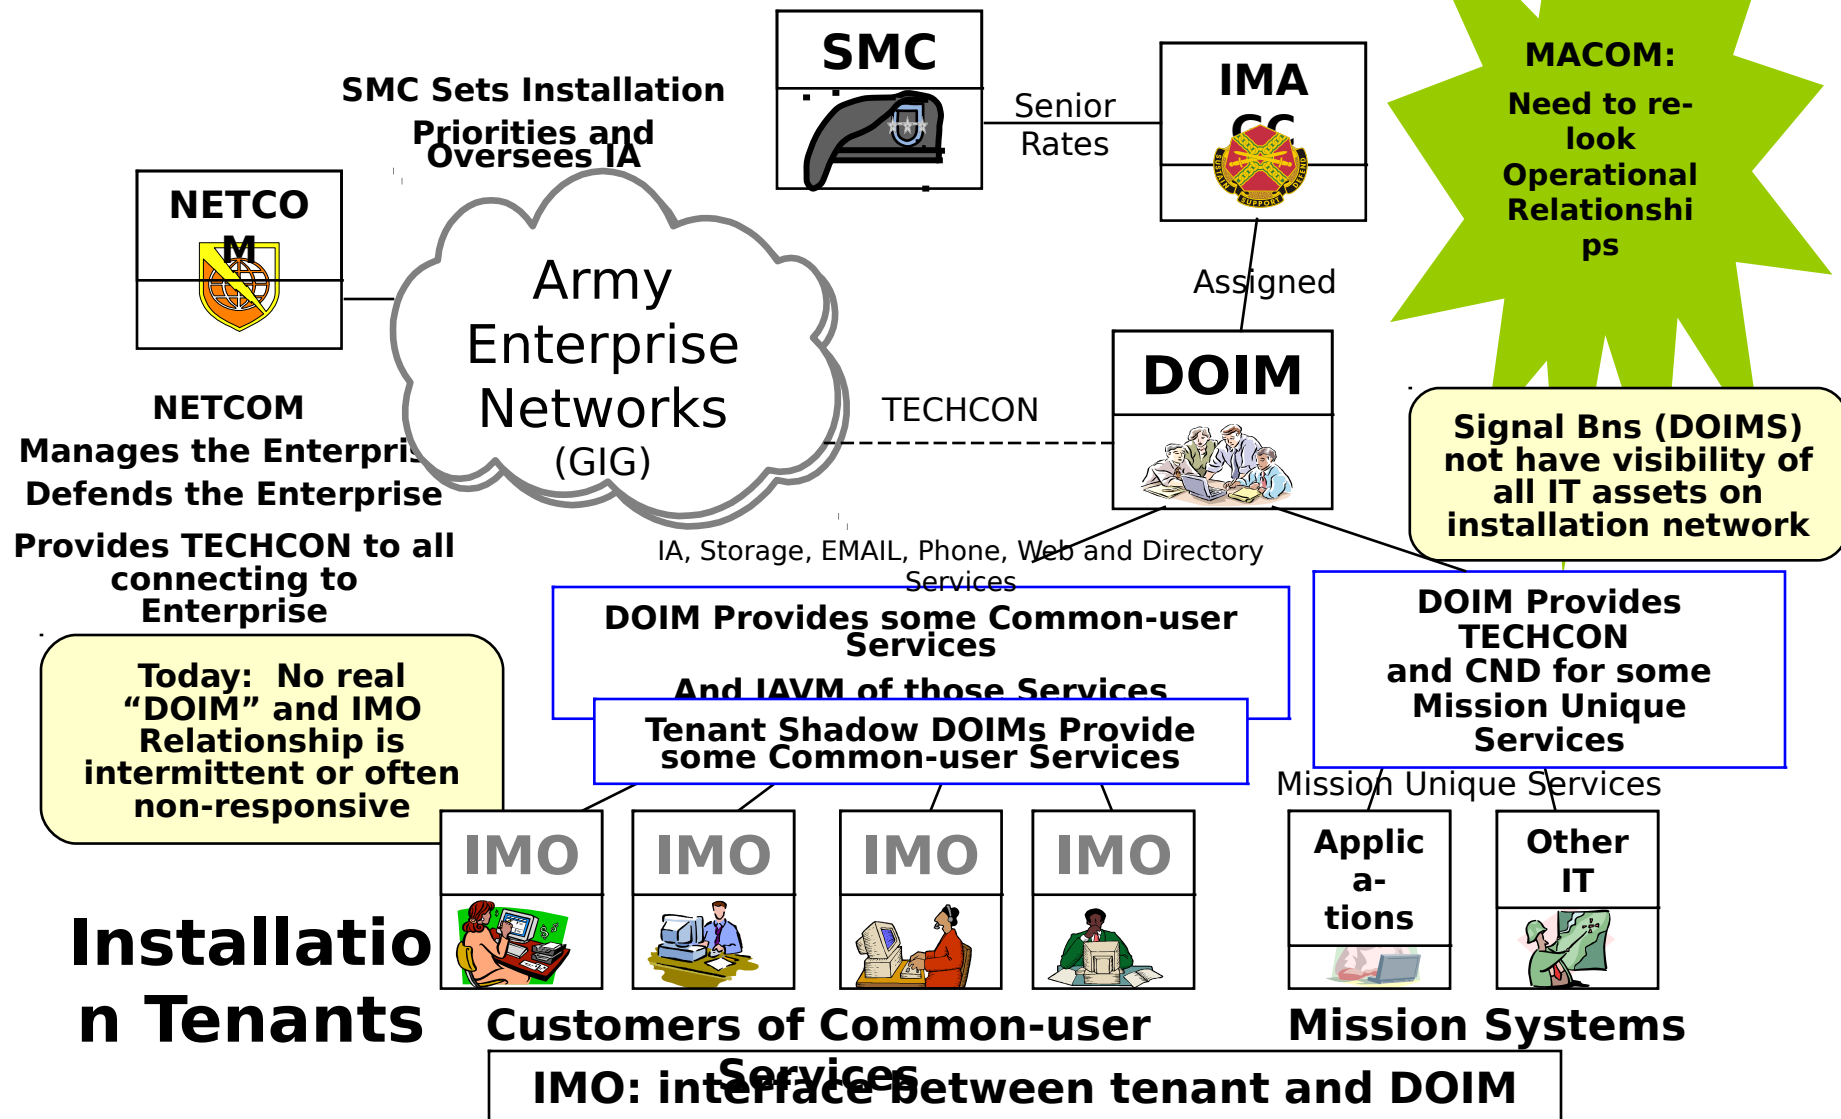 SMC
IMA
GC
Senior
Rates
SMC Sets Installation
Priorities and
Oversees IA
MACOM:
Need to re-
look
Operational
Relationshi
ps
NETCO
M
SUSTAIN
SUPPORT
DEFEND
Army
Enterprise
Networks
(GIG)
Assigned
DOIM
TECHCON
NETCOM
Manages the Enterpris
Defends the Enterprise
Provides TECHCON to all
connecting to
Enterprise
Signal Bns (DOIMS)
not have visibility of
all IT assets on
installation network
IA, Storage, EMAIL, Phone, Web and Directory
Services
DOIM Provides some Common-user
Services
And IAVM of those Services
Tenant Shadow DOIMs Provide
some Common-user Services
DOIM Provides
TECHCON
and CND for some
Mission Unique
Services
Today:  No real
“DOIM” and IMO
Relationship is
intermittent or often
non-responsive
Mission Unique Services
IMO
IMO
IMO
IMO
Applic
a-
tions
Other
IT
Installatio
n Tenants
Customers of Common-user
Services
Mission Systems
IMO: interface between tenant and DOIM